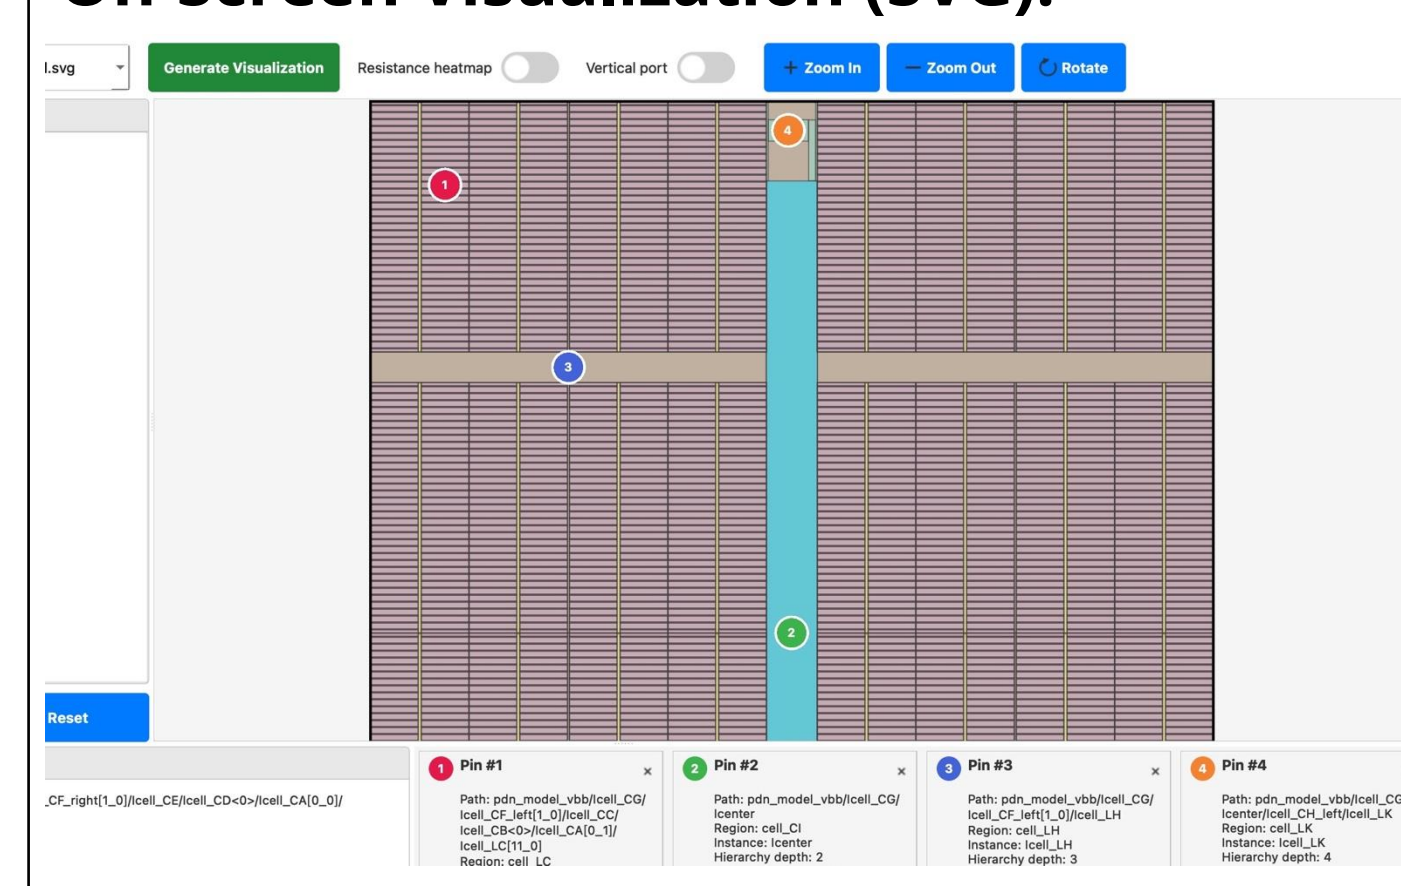 On-screen visualization (SVG):
l.svg
Generate Visualization
Resistance heatmap
Vertical port
+ Zoom In
− Zoom Out
Rotate
4
1
3
2
Reset
_CF_right[1_0]/Icell_CE/Icell_CD<0>/Icell_CA[0_0]/
1 Pin #1 ×
Path: pdn_model_vbb/Icell_CG/
Icell_CF_left[1_0]/Icell_CC/
Icell_CB<0>/Icell_CA[0_1]/
Icell_LC[11_0]
Region: cell_LC
2 Pin #2 ×
Path: pdn_model_vbb/Icell_CG/
Icenter
Region: cell_CI
Instance: Icenter
Hierarchy depth: 2
3 Pin #3 ×
Path: pdn_model_vbb/Icell_CG/
Icell_CF_left[1_0]/Icell_LH
Region: cell_LH
Instance: Icell_LH
Hierarchy depth: 3
4 Pin #4
Path: pdn_model_vbb/Icell_CG
Icenter/Icell_CH_left/Icell_LK
Region: cell_LK
Instance: Icell_LK
Hierarchy depth: 4